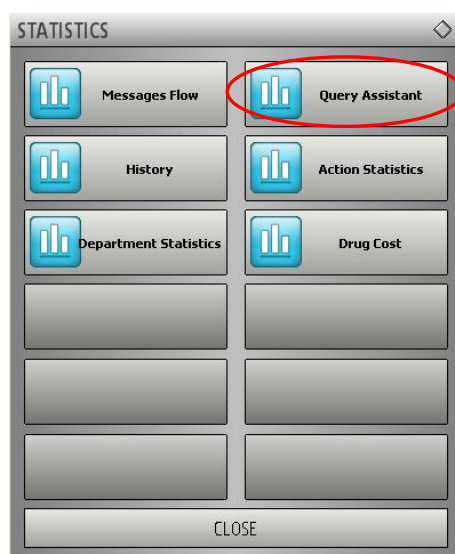 STATISTICS
Messages Flow
Query Assistant
History
Action Statistics
Department Statistics
Drug Cost
CLOSE